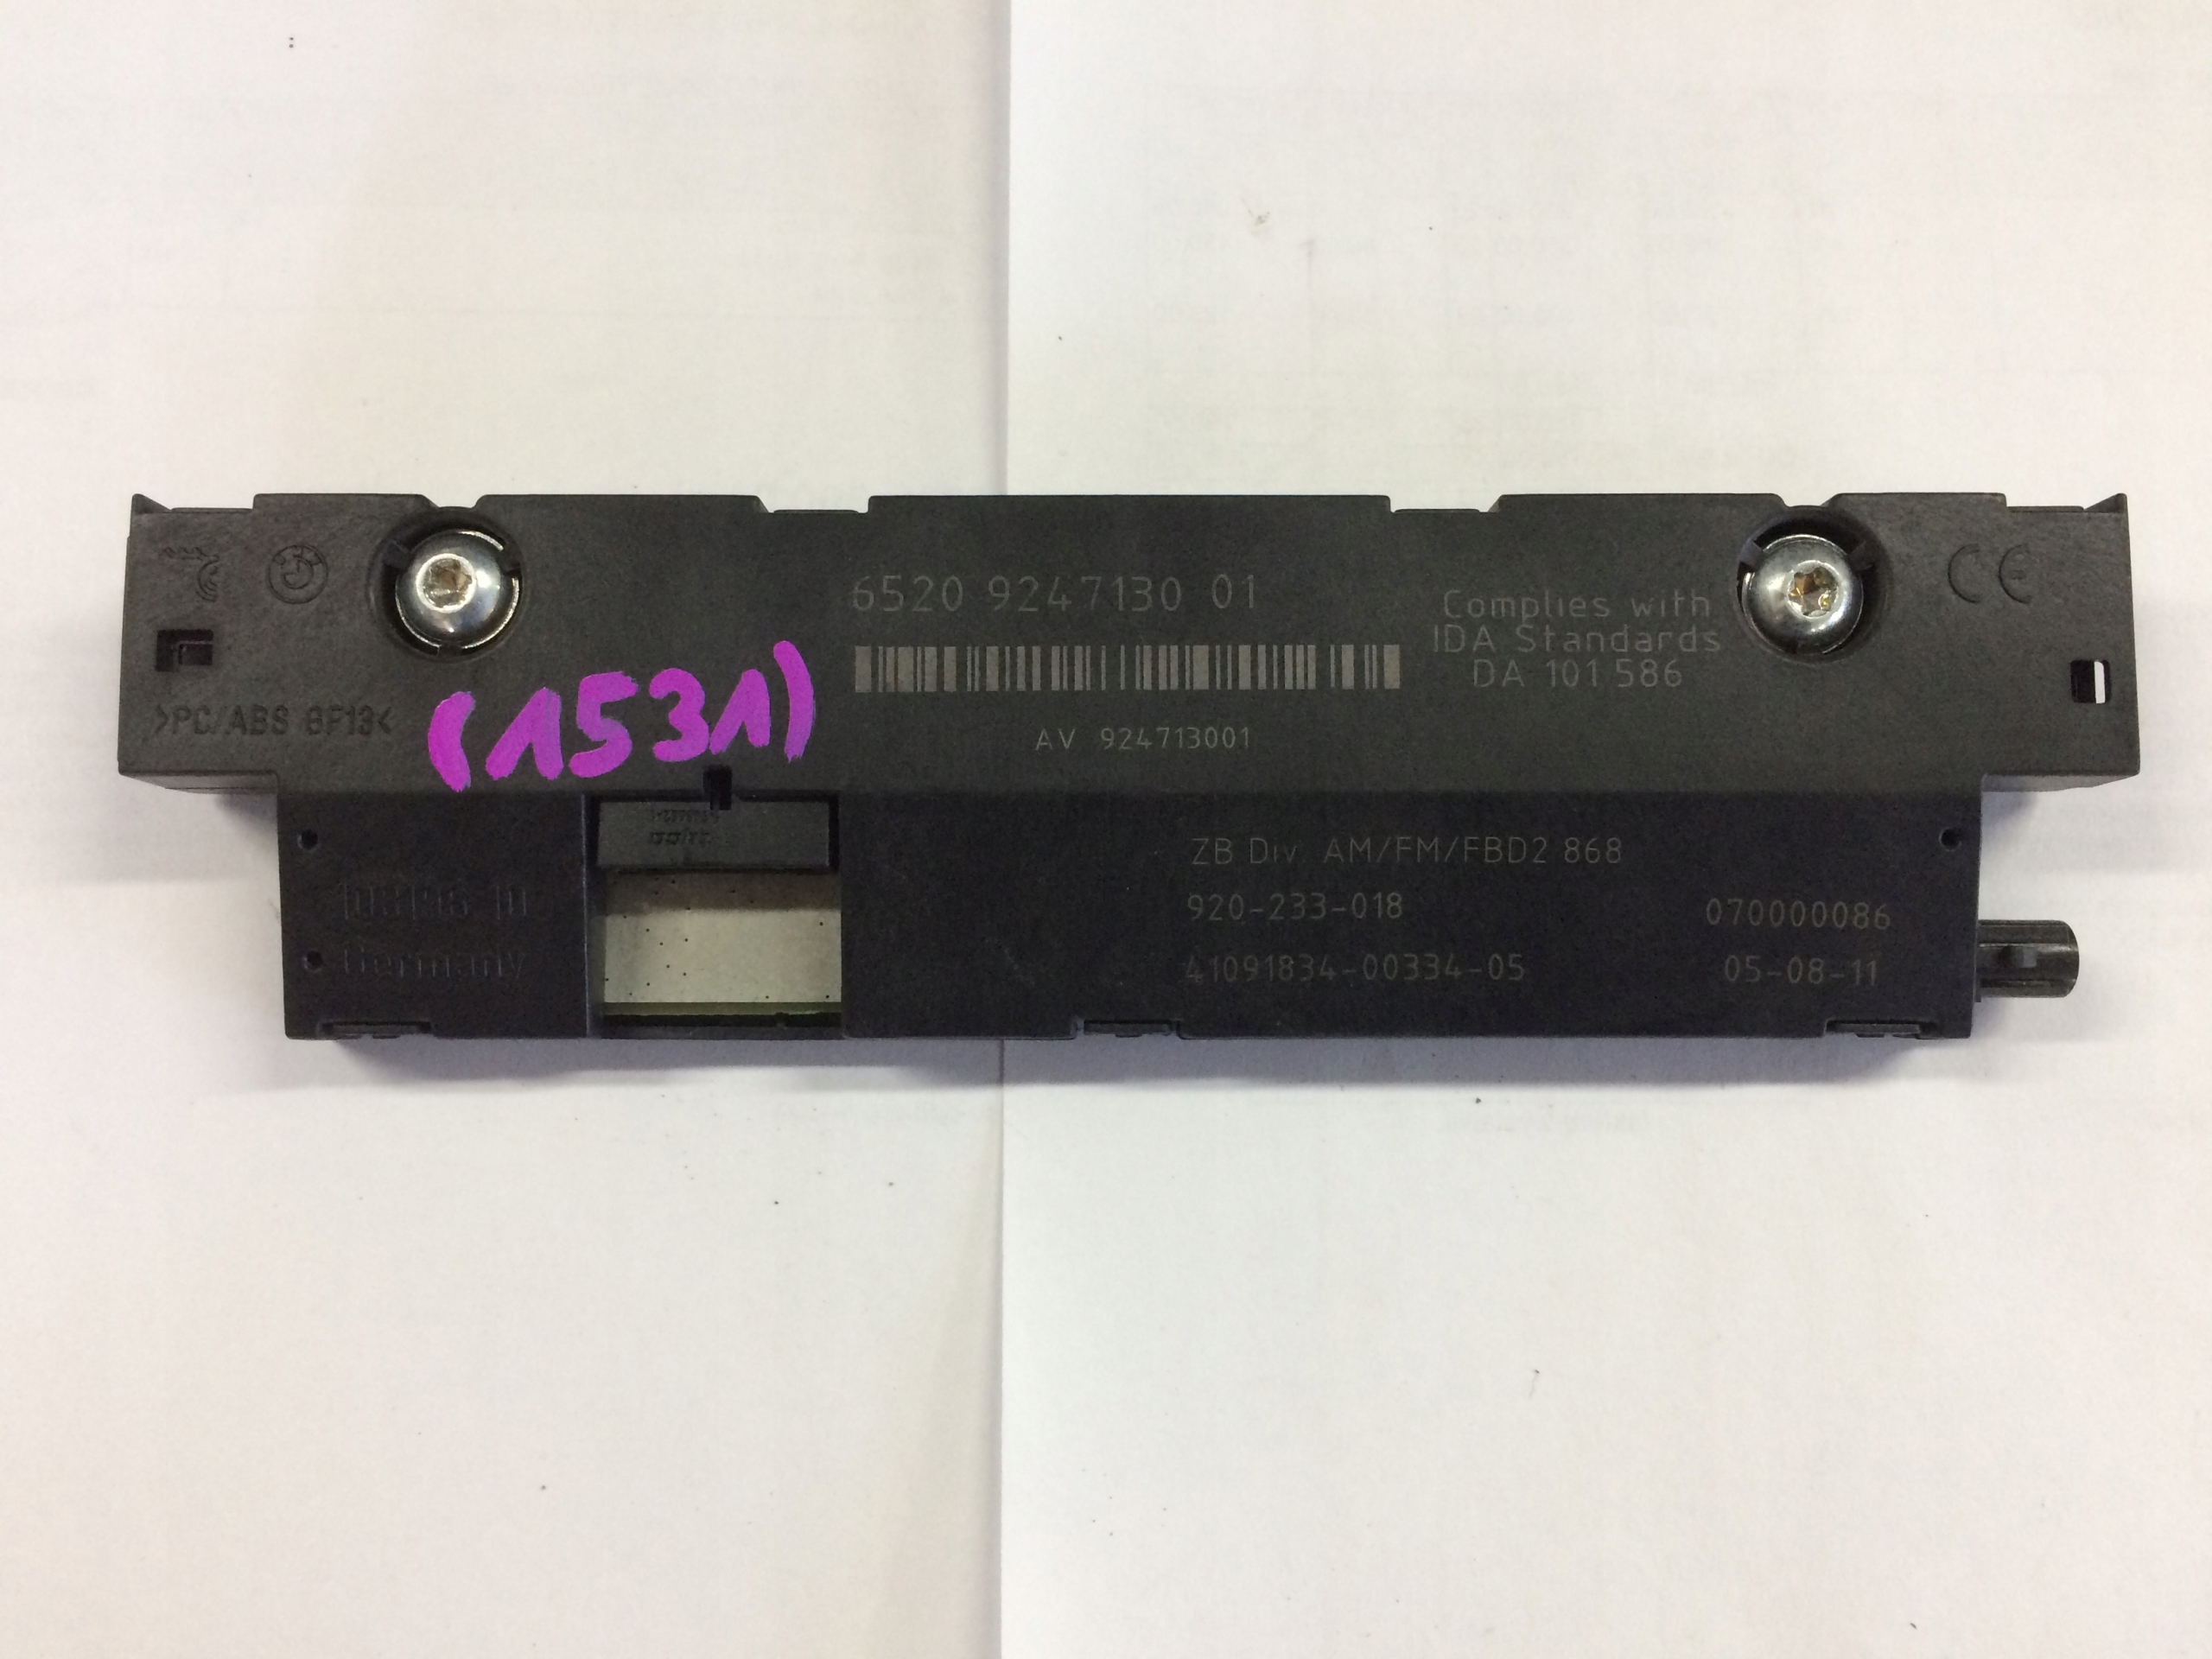 6520 9247130 01
Complies with
IDA Standards
DA 101 586
CE
>PC/ABS GF13<
(1531)
AV 924713001
ZB Div. AM/FM/FBD2 868
920-233-018
070000086
41091834-00334-05
05-08-11
Germany